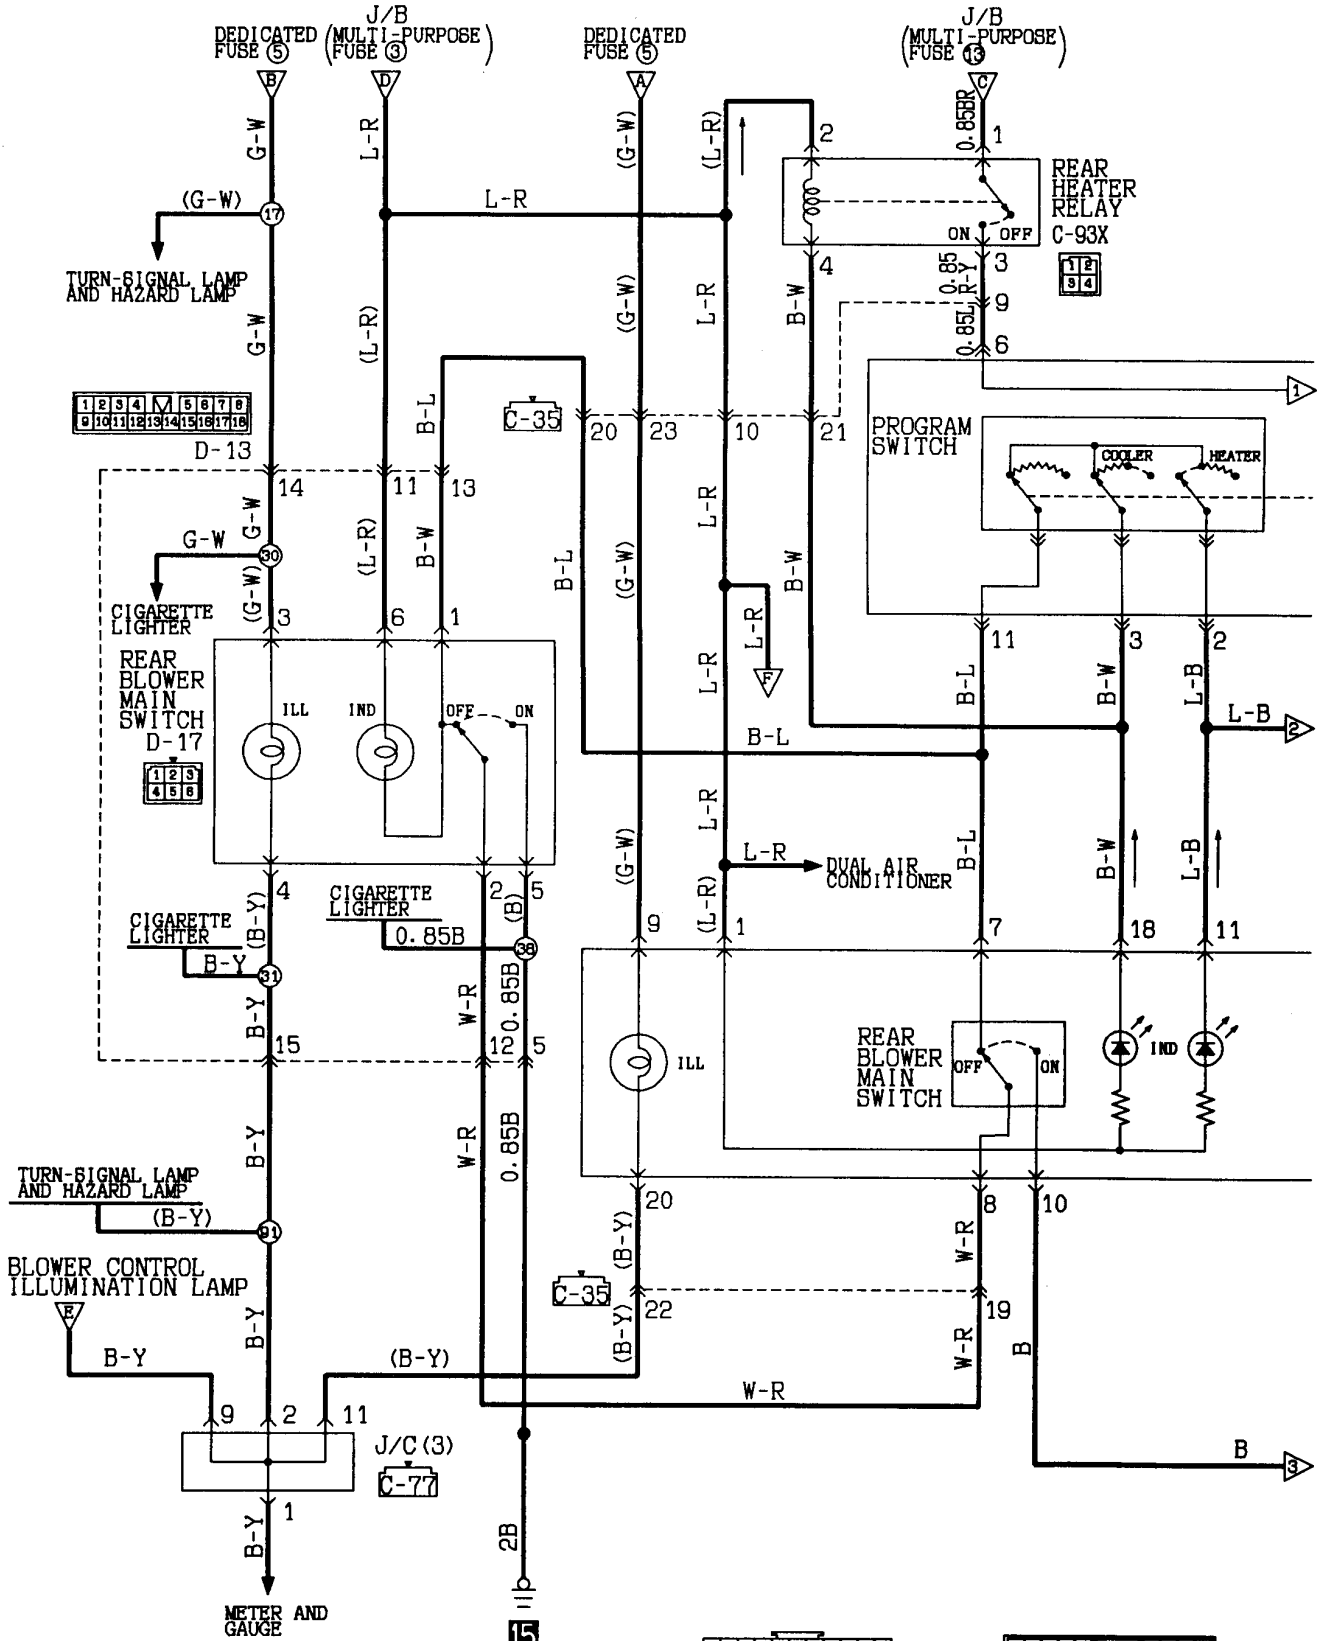 J/B
DEDICATED (MULTI-PURPOSE)
FUSE ⑤ (FUSE ③)
DEDICATED
FUSE ⑤
J/B
(MULTI-PURPOSE)
(FUSE ⑬)
B
D
A
C
G-W
L-R
(G-W)
(L-R)
0.85BR
1
2
REAR
HEATER
RELAY
C-93X
1 2
3 4
ON
OFF
(G-W)
17
L-R
TURN-SIGNAL LAMP
AND HAZARD LAMP
4
3
0.85
R-Y
9
0.85L
6
G-W
(L-R)
(G-W)
L-R
B-W
1
B-L
1 2 3 4 5 6 7 8
9 10 11 12 13 14 15 16 17 18
D-13
C-35
20
23
10
21
PROGRAM
SWITCH
COOLER
HEATER
14
11
13
G-W
G-W
30
(G-W)
(L-R)
B-W
B-L
(G-W)
L-R
B-W
CIGARETTE
LIGHTER
3
6
1
L-R
F
11
3
2
REAR
BLOWER
MAIN
SWITCH
D-17
1 2 3
4 5 6
ILL
IND
OFF
ON
L-R
B-L
B-W
L-B
L-B
2
B-L
L-R
(G-W)
B-L
B-W
L-B
L-R
DUAL AIR
CONDITIONER
4
2
5
CIGARETTE
LIGHTER
(B-Y)
(B)
0.85B
38
CIGARETTE
LIGHTER
B-Y
31
(L-R)
9
1
7
18
11
B-Y
W-R
0.85B
15
12
5
ILL
REAR
BLOWER
MAIN
SWITCH
OFF
ON
IND
B-Y
W-R
0.85B
TURN-SIGNAL LAMP
AND HAZARD LAMP
(B-Y)
91
20
8
10
(B-Y)
W-R
BLOWER CONTROL
ILLUMINATION LAMP
E
C-35
22
19
B-Y
(B-Y)
W-R
B
B-Y
(B-Y)
W-R
9
2
11
J/C(3)
C-77
B
3
1
B-Y
2B
METER AND
GAUGE
15